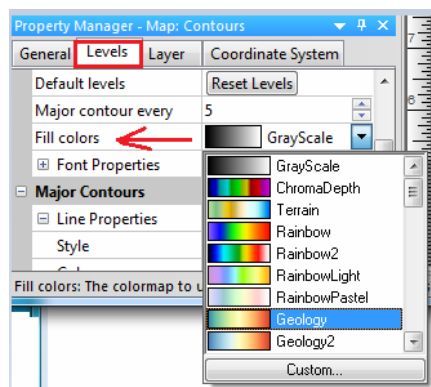 Property Manager - Map: Contours
General Levels Layer Coordinate System
Default levels Reset Levels
Major contour every 5
Fill colors GrayScale
Font Properties
Major Contours
Line Properties
Style
Fill colors: The colormap to
GrayScale
ChromaDepth
Terrain
Rainbow
Rainbow2
RainbowLight
RainbowPastel
Geology
Geology2
Custom...
7
6